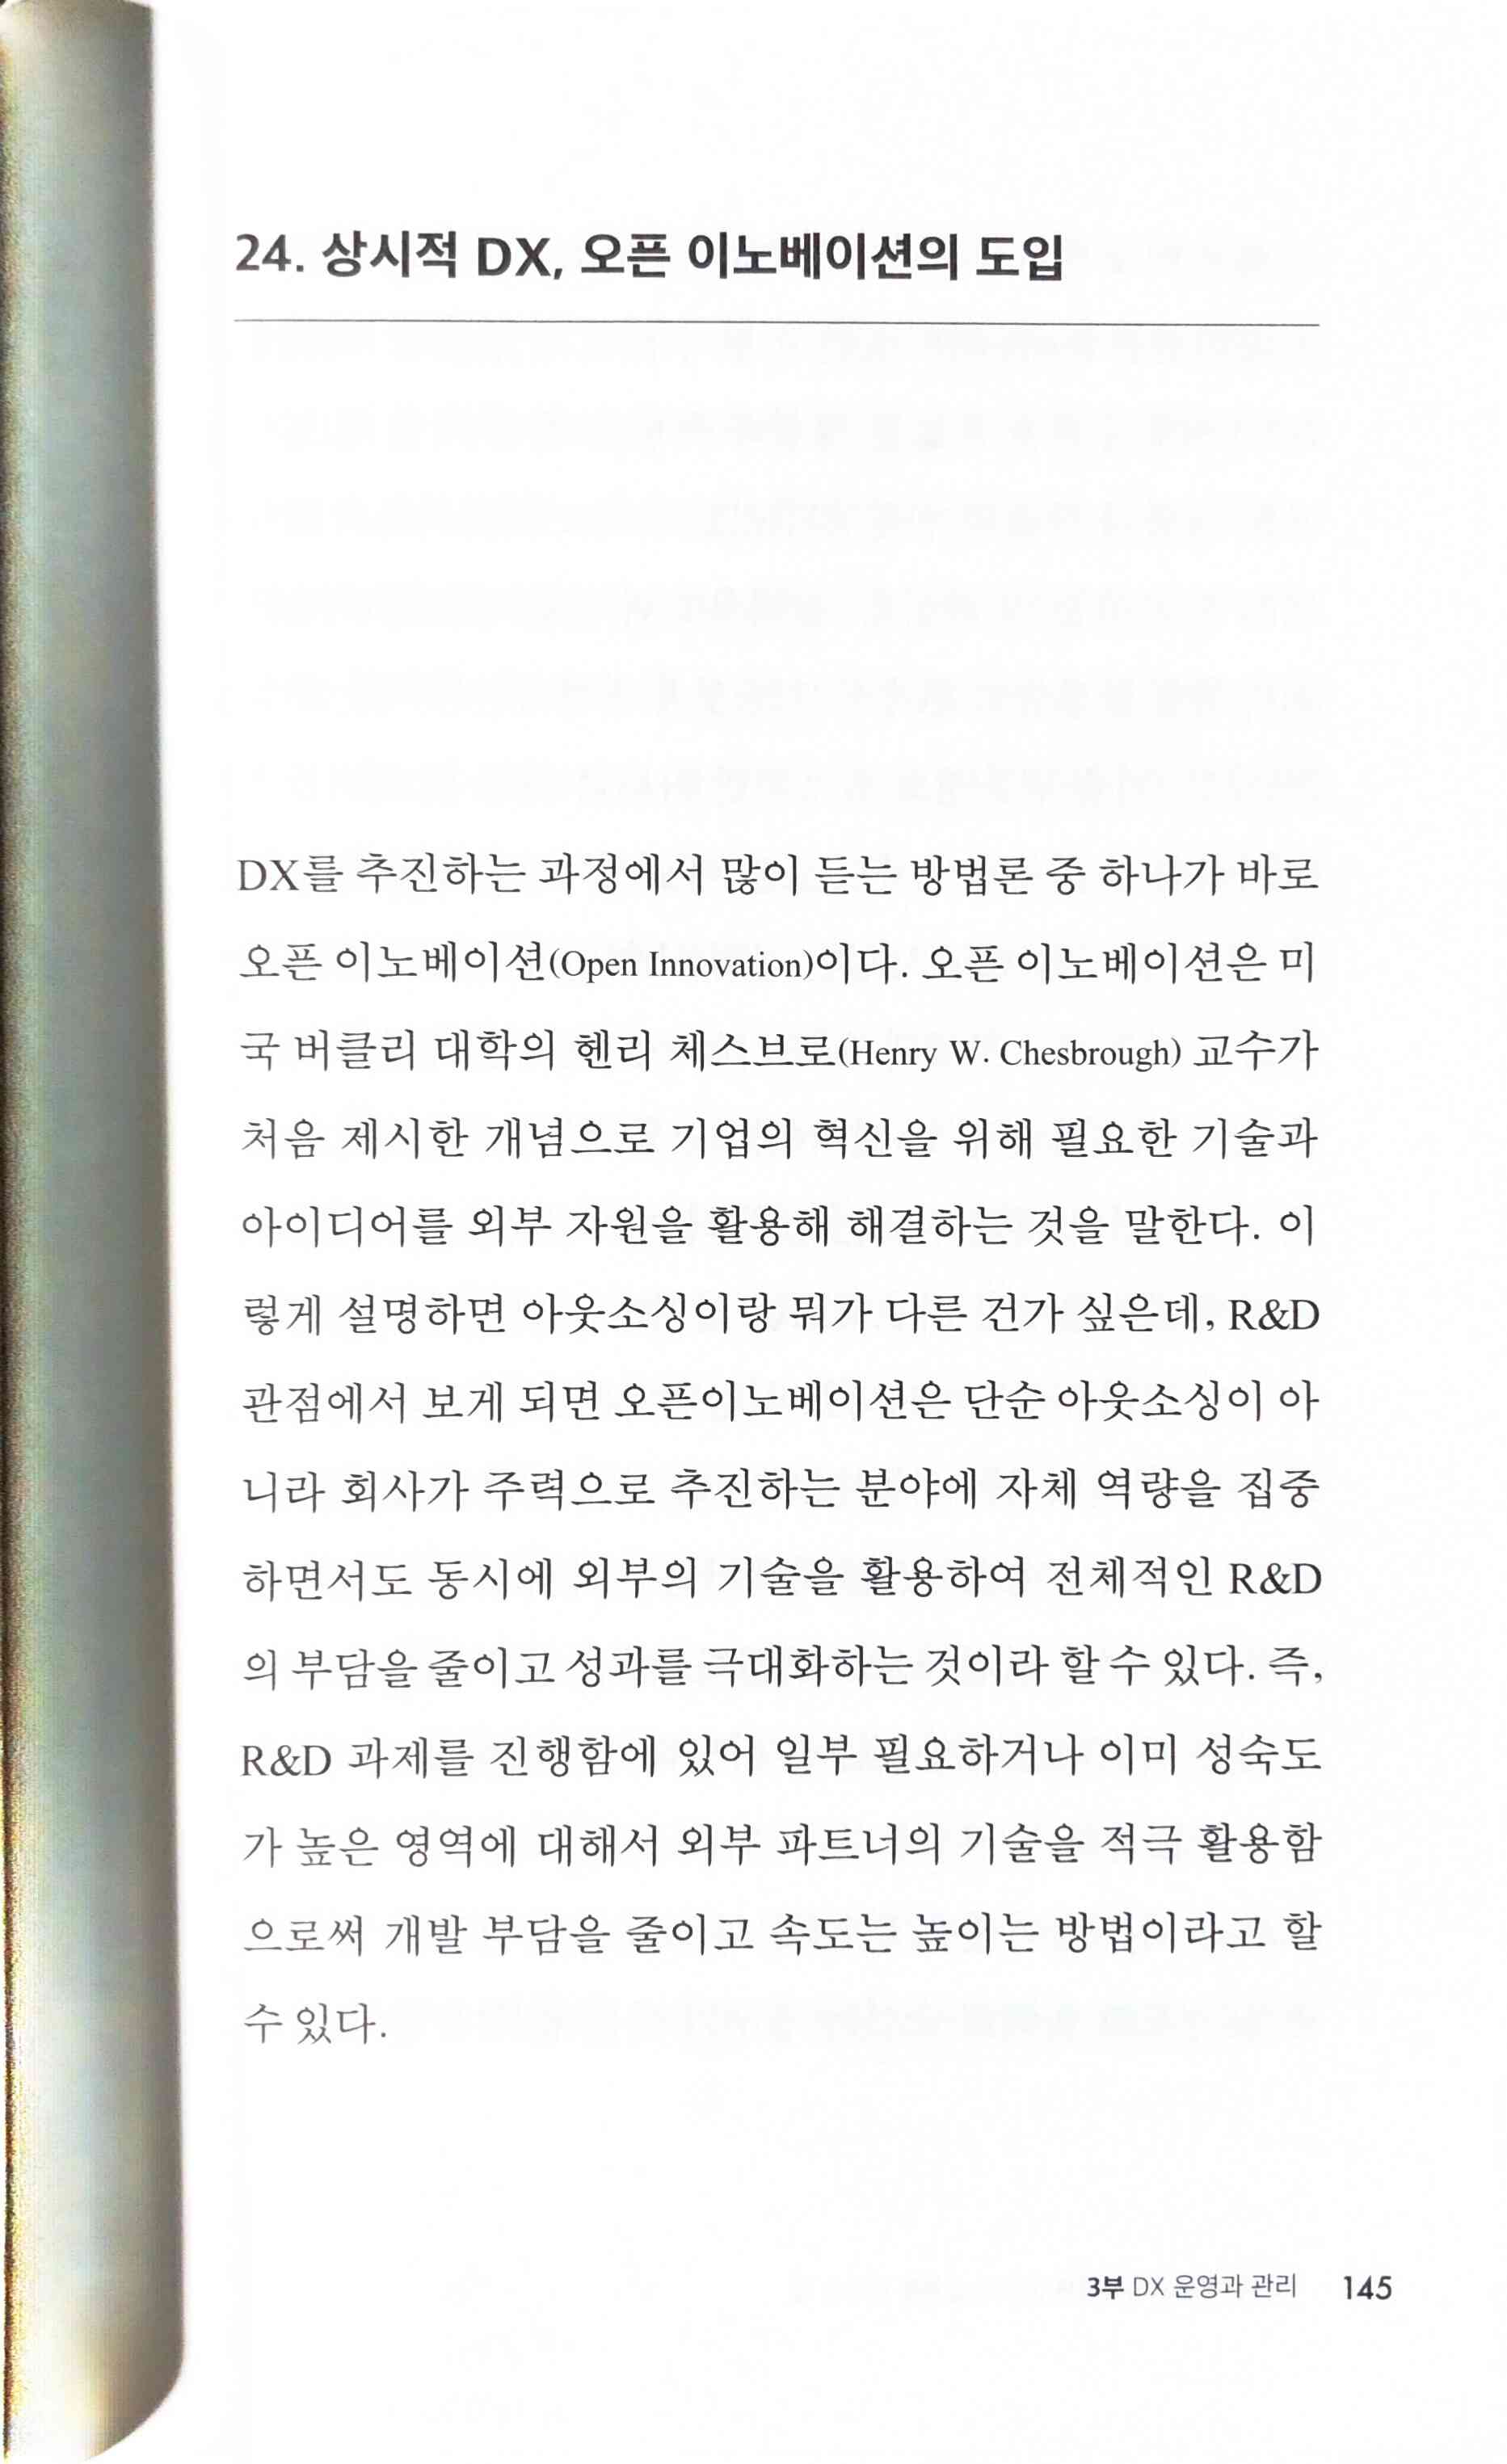 24. 상시적 DX, 오픈 이노베이션의 도입
DX를 추진하는 과정에서 많이 듣는 방법론 중 하나가 바로
오픈 이노베이션(Open Innovation)이다. 오픈 이노베이션은 미
국 버클리 대학의 헨리 체스브로(Henry W. Chesbrough) 교수가
처음 제시한 개념으로 기업의 혁신을 위해 필요한 기술과
아이디어를 외부 자원을 활용해 해결하는 것을 말한다. 이
렇게 설명하면 아웃소싱이랑 뭐가 다른 건가 싶은데, R&D
관점에서 보게 되면 오픈이노베이션은 단순 아웃소싱이 아
니라 회사가 주력으로 추진하는 분야에 자체 역량을 집중
하면서도 동시에 외부의 기술을 활용하여 전체적인 R&D
의 부담을 줄이고 성과를 극대화하는 것이라 할 수 있다. 즉,
R&D 과제를 진행함에 있어 일부 필요하거나 이미 성숙도
가 높은 영역에 대해서 외부 파트너의 기술을 적극 활용함
으로써 개발 부담을 줄이고 속도는 높이는 방법이라고 할
수 있다.
3부 DX 운영과 관리 145